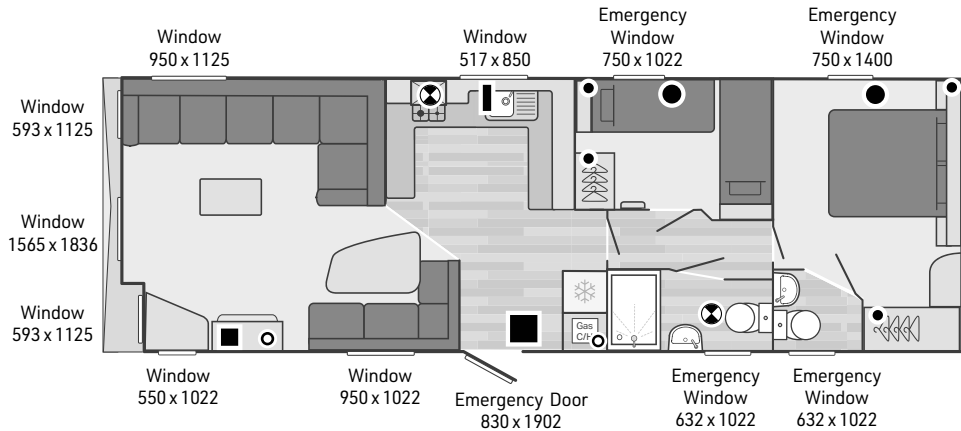 Window
950 x 1125
Window
517 x 850
Emergency
Window
750 x 1022
Emergency
Window
750 x 1400
Window
593 x 1125
Window
1565 x 1836
Window
593 x 1125
Gas
C/H
Window
550 x 1022
Window
950 x 1022
Emergency Door
830 x 1902
Emergency
Window
632 x 1022
Emergency
Window
632 x 1022